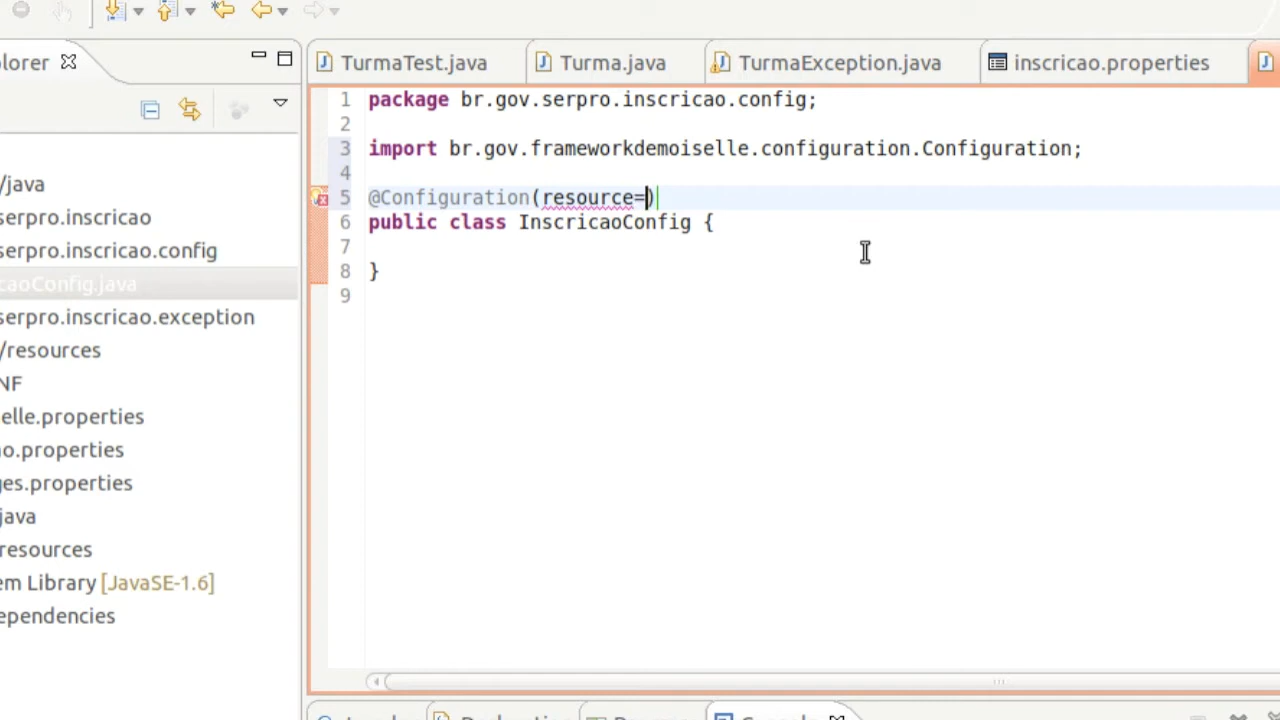 lorer
TurmaTest.java
Turma.java
TurmaException.java
inscricao.properties
/java
serpro.inscricao
serpro.inscricao.config
caoConfig.java
serpro.inscricao.exception
/resources
NF
elle.properties
ao.properties
ges.properties
java
resources
em Library [JavaSE-1.6]
ependencies
1 package br.gov.serpro.inscricao.config;
2
3 import br.gov.frameworkdemoiselle.configuration.Configuration;
4
5 @Configuration(resource=)
6 public class InscricaoConfig {
7
8 }
9